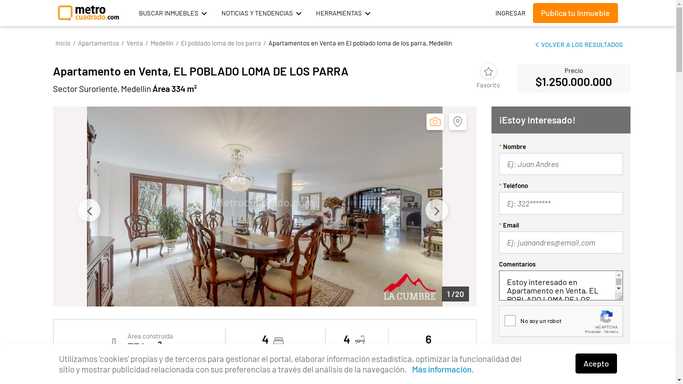 metro
cuadrado.com
BUSCAR INMUEBLES
NOTICIAS Y TENDENCIAS
HERRAMIENTAS
INGRESAR
Publica tu Inmueble
Inicio / Apartamentos / Venta / Medellin / El poblado loma de los parra / Apartamentos en Venta en El poblado loma de los parra, Medellin
VOLVER A LOS RESULTADOS
Apartamento en Venta, EL POBLADO LOMA DE LOS PARRA
Sector Suroriente, Medellin Área 334 m²
Favorito
Precio
$1.250.000.000
metrocuadrado.com
LA CUMBRE
1 / 20
¡Estoy Interesado!
* Nombre
Ej: Juan Andres
* Teléfono
Ej: 322*******
* Email
Ej: juanandres@email.com
Comentarios
Estoy interesado en
Apartamento en Venta, EL
POBLADO LOMA DE LOS
No soy un robot
reCAPTCHA
Privacidad - Términos
Área construida
4
4
6
Utilizamos 'cookies' propias y de terceros para gestionar el portal, elaborar información estadística, optimizar la funcionalidad del
sitio y mostrar publicidad relacionada con sus preferencias a través del análisis de la navegación. Más información.
Acepto